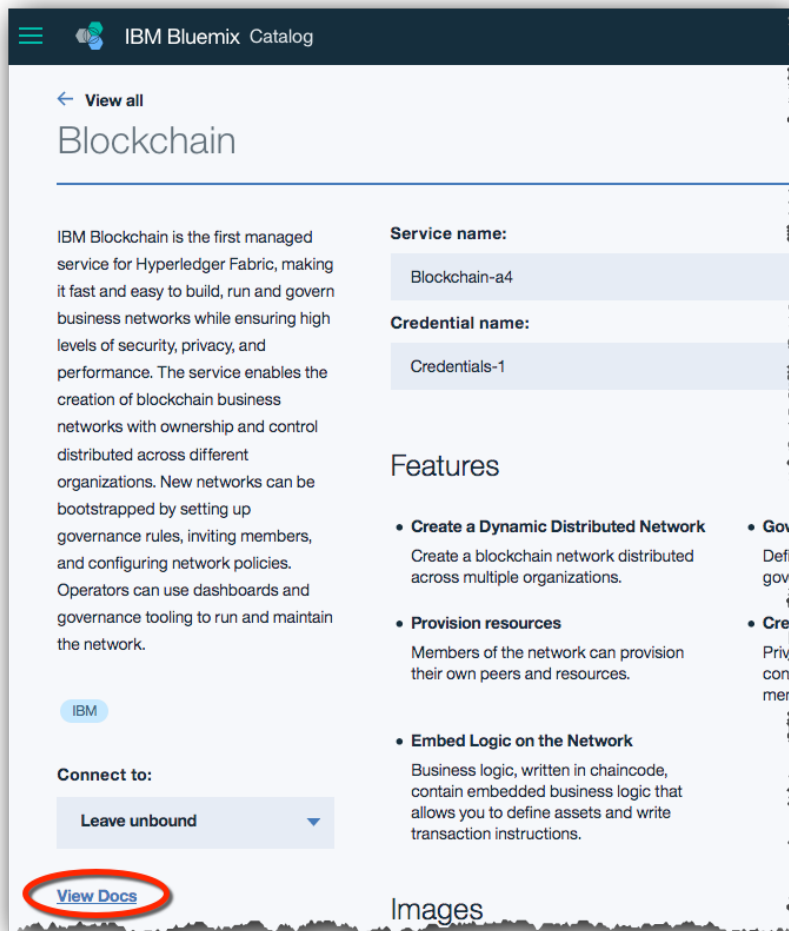 IBM Bluemix Catalog
← View all
Blockchain
IBM Blockchain is the first managed
service for Hyperledger Fabric, making
it fast and easy to build, run and govern
business networks while ensuring high
levels of security, privacy, and
performance. The service enables the
creation of blockchain business
networks with ownership and control
distributed across different
organizations. New networks can be
bootstrapped by setting up
governance rules, inviting members,
and configuring network policies.
Operators can use dashboards and
governance tooling to run and maintain
the network.
IBM
Connect to:
Leave unbound
View Docs
Service name:
Blockchain-a4
Credential name:
Credentials-1
Features
• Create a Dynamic Distributed Network
Create a blockchain network distributed
across multiple organizations.
• Provision resources
Members of the network can provision
their own peers and resources.
• Embed Logic on the Network
Business logic, written in chaincode,
contain embedded business logic that
allows you to define assets and write
transaction instructions.
Images